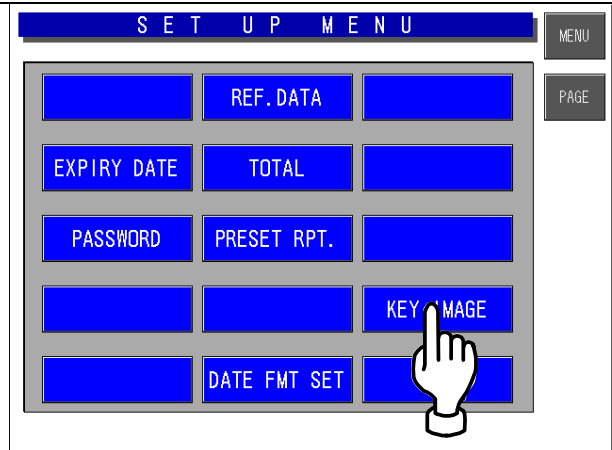 SET UP MENU
MENU
REF.DATA
PAGE
EXPIRY DATE TOTAL
PASSWORD PRESET RPT.
KEY IMAGE
DATE FMT SET